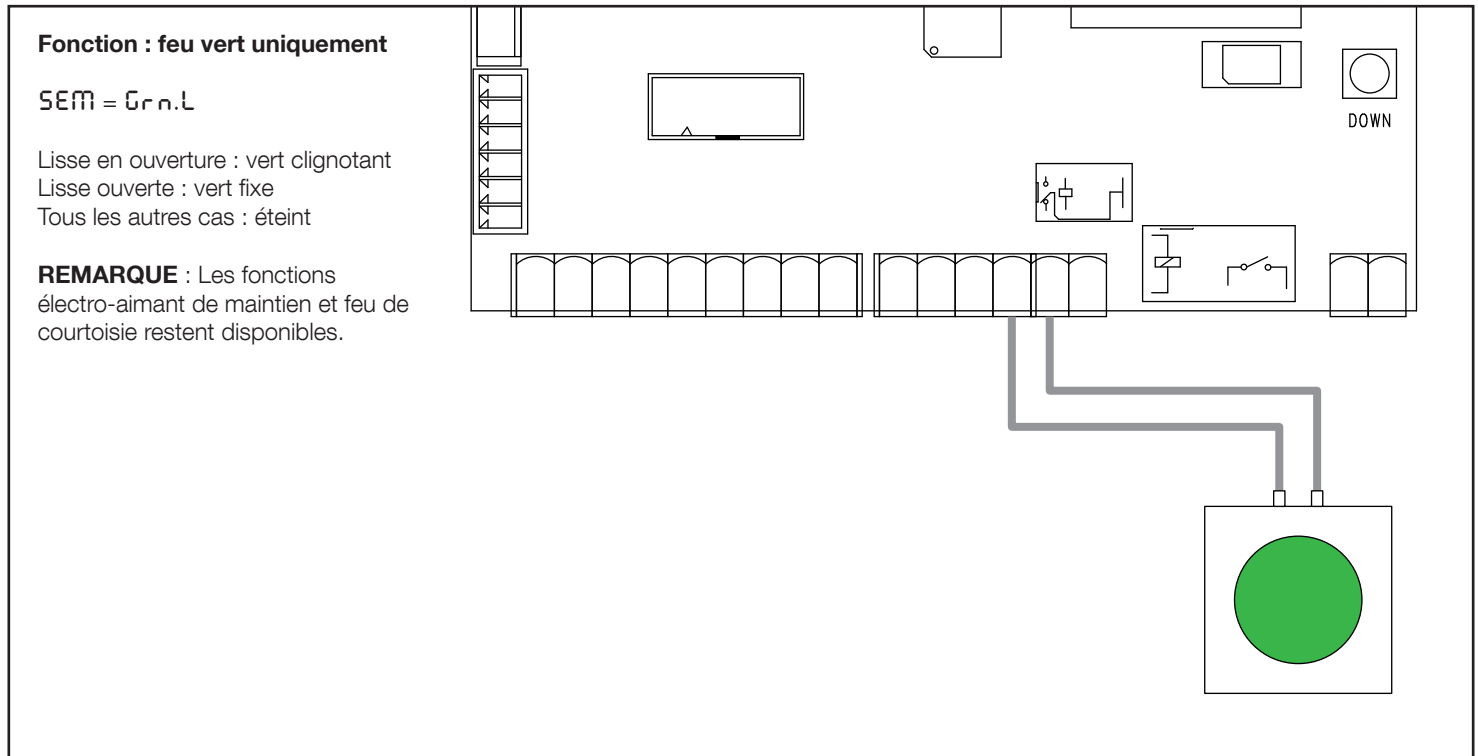 Fonction : feu vert uniquement
SEM = Grn.L
Lisse en ouverture : vert clignotant
Lisse ouverte : vert fixe
Tous les autres cas : éteint
REMARQUE : Les fonctions
électro-aimant de maintien et feu de
courtoisie restent disponibles.
DOWN